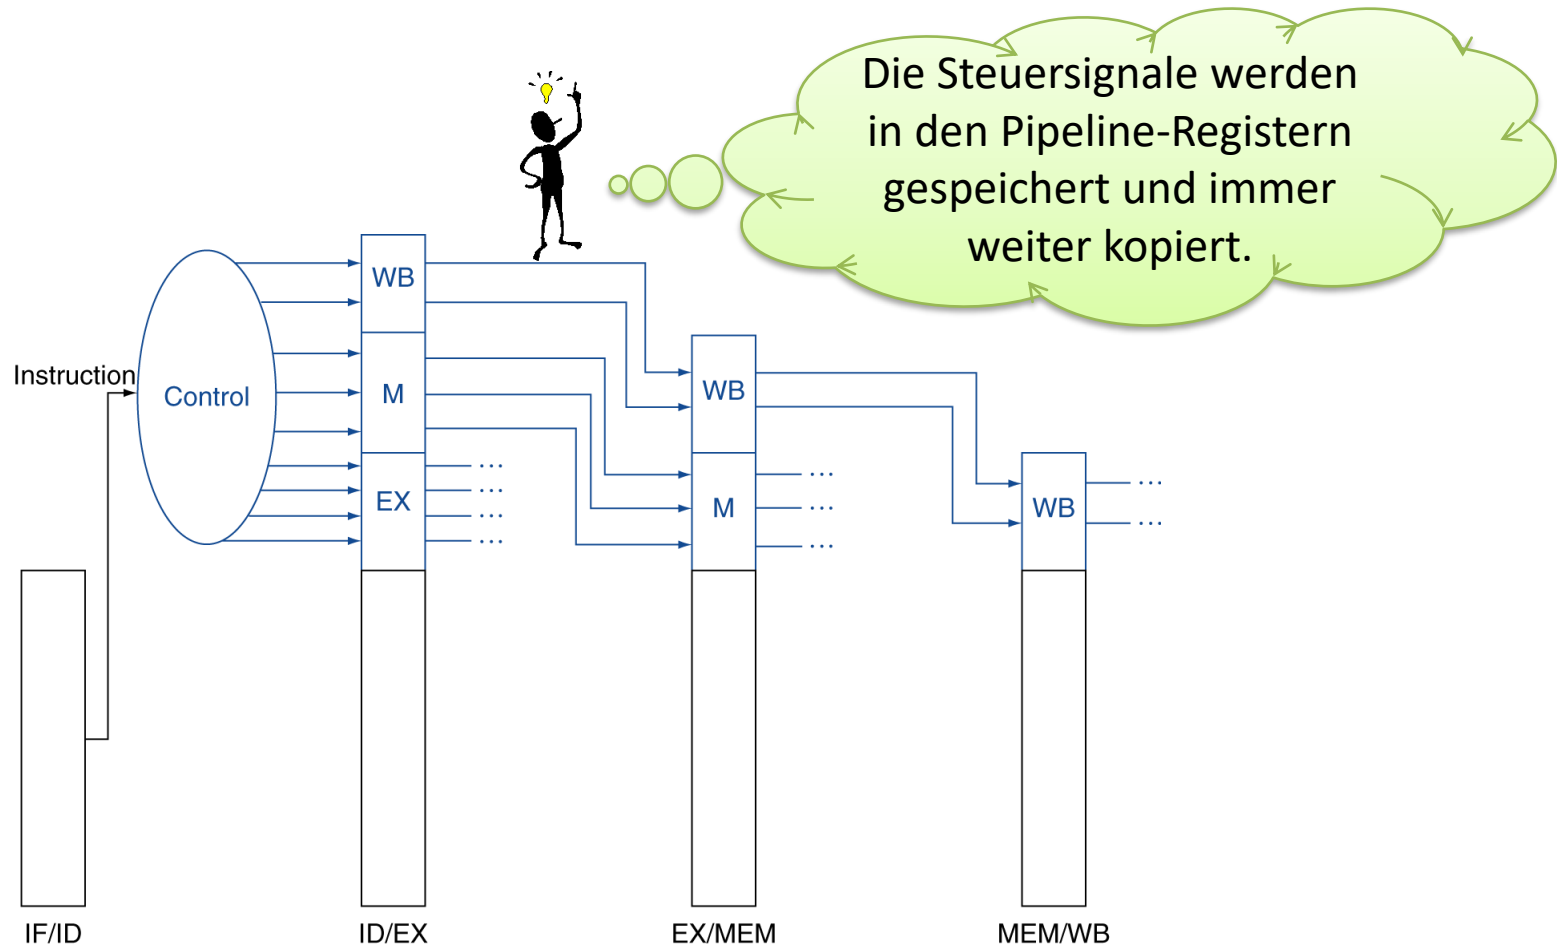 Die Steuersignale werden
in den Pipeline-Registern
gespeichert und immer
weiter kopiert.
Instruction
Control
WB
M
EX
...
...
...
...
WB
M
...
...
...
WB
...
...
IF/ID
ID/EX
EX/MEM
MEM/WB